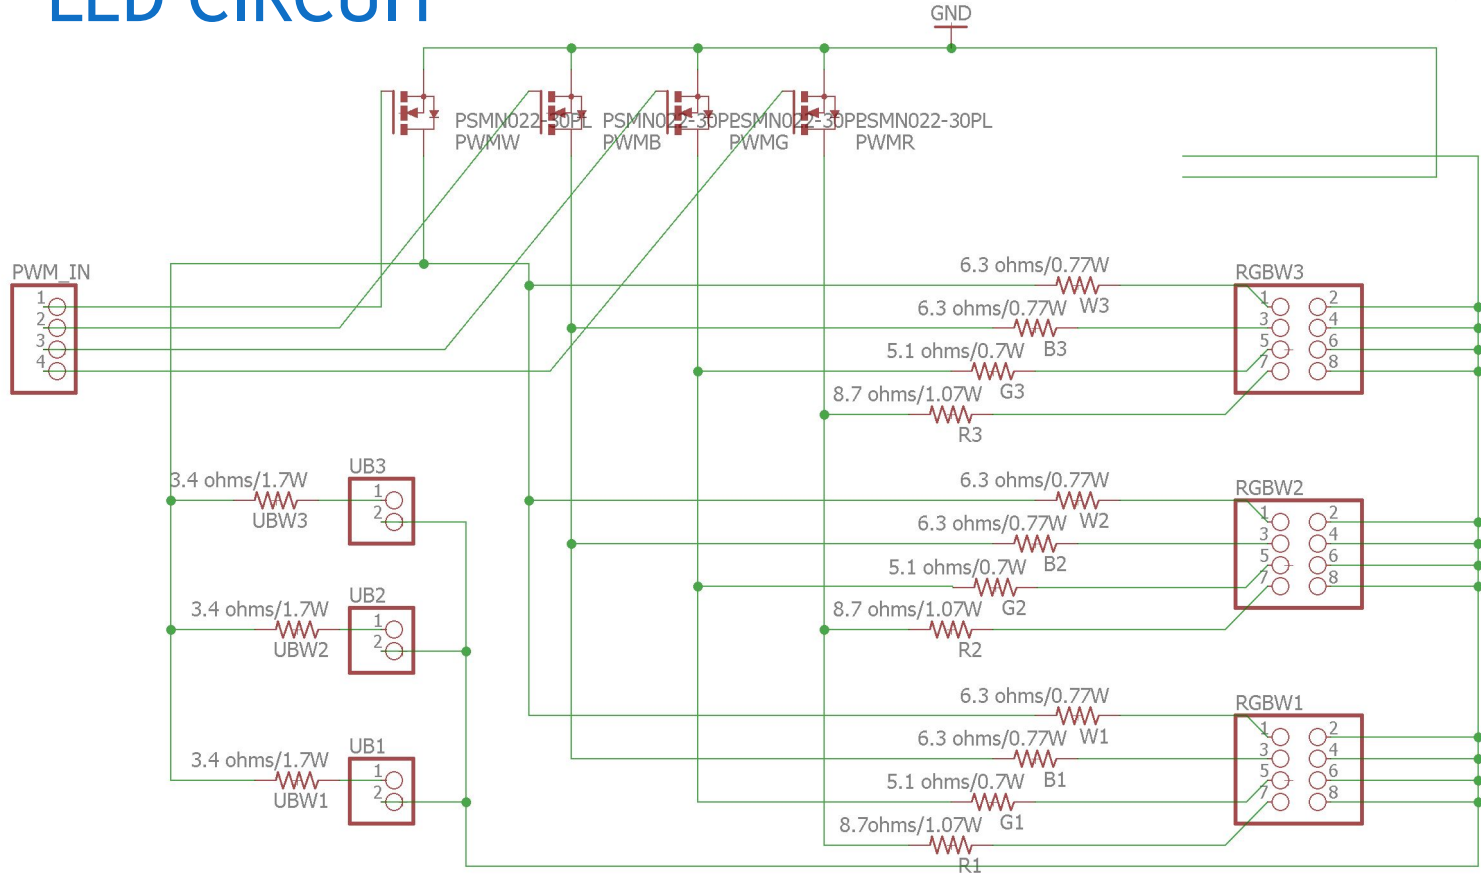 LED CIRCUIT
GND
PSMN022-30PL
PWMW
PSMN022-30PL
PWMB
PSMN022-30PL
PWMG
PSMN022-30PL
PWMR
PWM_IN
1
2
3
4
6.3 ohms/0.77W
W3
6.3 ohms/0.77W
B3
5.1 ohms/0.7W
G3
8.7 ohms/1.07W
R3
RGBW3
1 2
3 4
5 6
7 8
3.4 ohms/1.7W
UBW3
UB3
1
2
6.3 ohms/0.77W
W2
6.3 ohms/0.77W
B2
5.1 ohms/0.7W
G2
8.7 ohms/1.07W
R2
RGBW2
1 2
3 4
5 6
7 8
3.4 ohms/1.7W
UBW2
UB2
1
2
6.3 ohms/0.77W
W1
6.3 ohms/0.77W
B1
5.1 ohms/0.7W
G1
8.7ohms/1.07W
R1
RGBW1
1 2
3 4
5 6
7 8
3.4 ohms/1.7W
UBW1
UB1
1
2